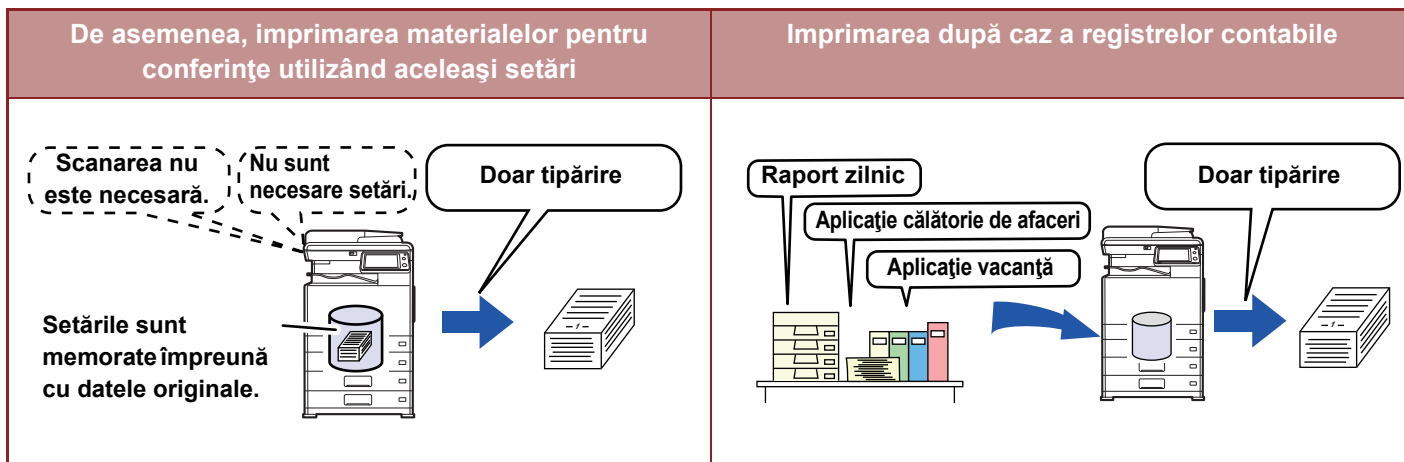 De asemenea, imprimarea materialelor pentru
conferinţe utilizând aceleaşi setări
Imprimarea după caz a registrelor contabile
Scanarea nu
este necesară.
Nu sunt
necesare setări.
Doar tipărire
Setările sunt
memorate împreună
cu datele originale.
-1-
Raport zilnic
Aplicaţie călătorie de afaceri
Aplicaţie vacanţă
Doar tipărire
-1-